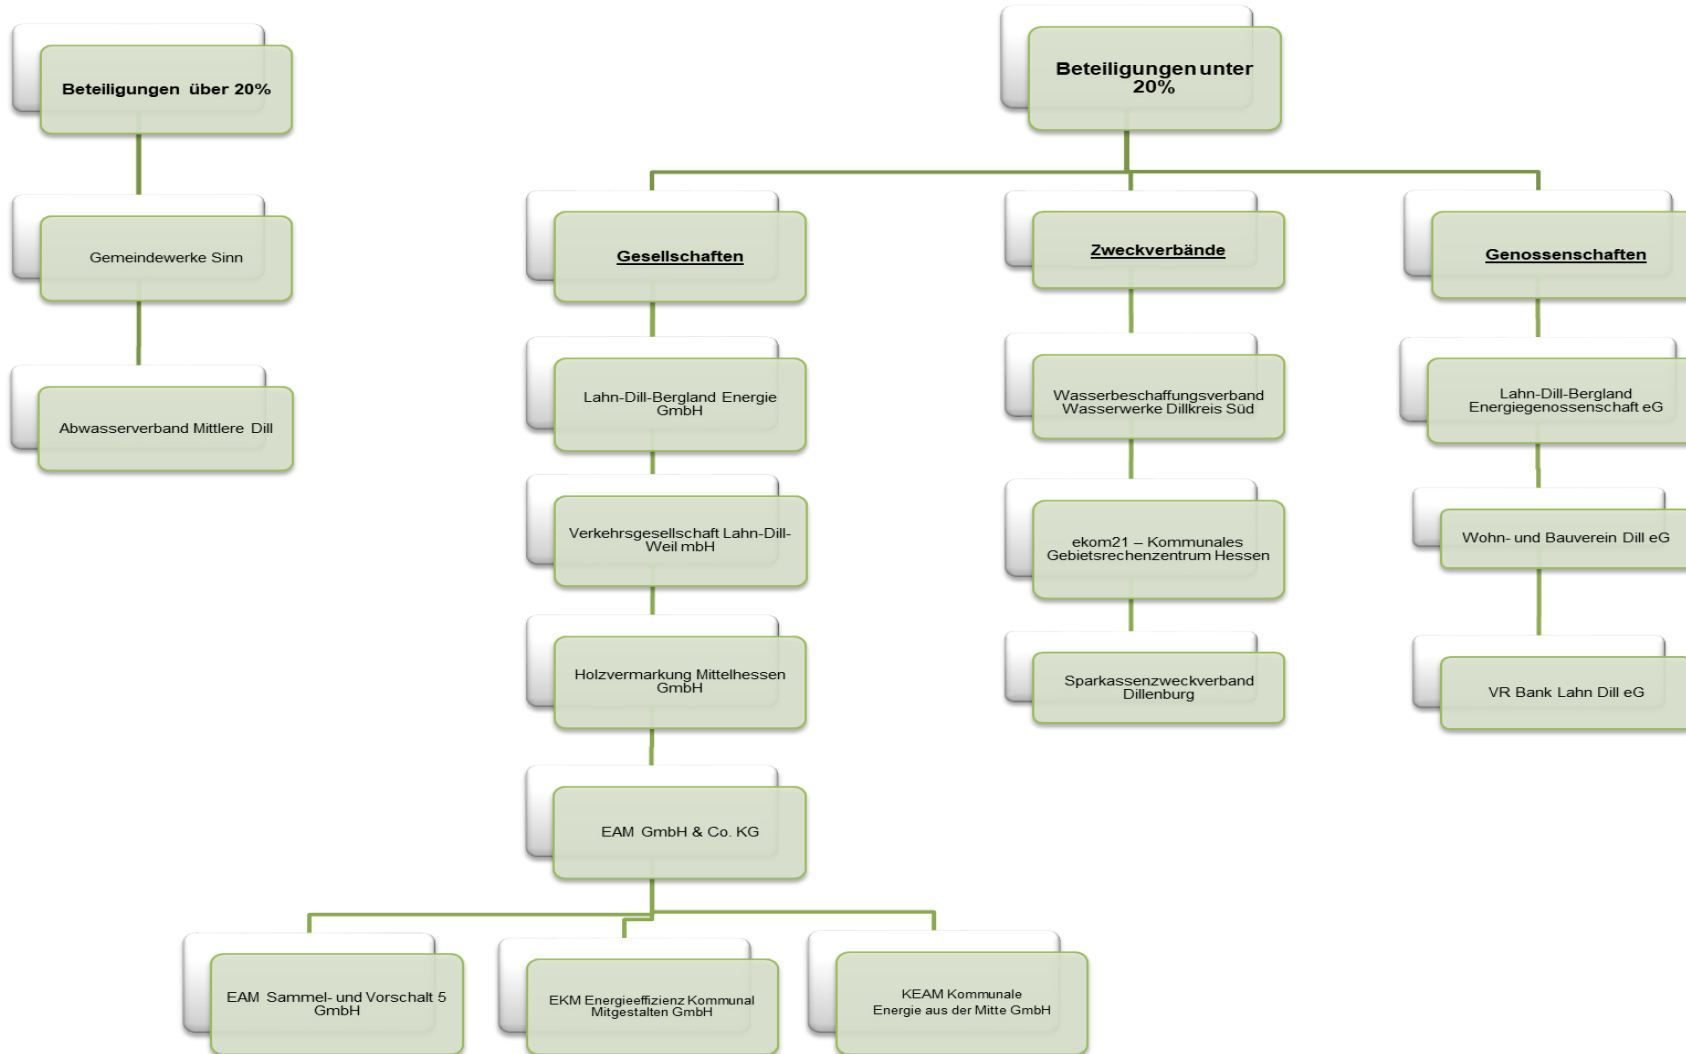 Beteiligungen über 20%
Gemeindewerke Sinn
Abwasserverband Mittlere Dill
Beteiligungen unter
20%
Gesellschaften
Lahn-Dill-Bergland Energie
GmbH
Verkehrsgesellschaft Lahn-Dill-
Weil mbH
Holzvermarkung Mittelhessen
GmbH
EAM GmbH & Co. KG
EAM Sammel- und Vorschalt 5
GmbH
EKM Energieeffizienz Kommunal
Mitgestalten GmbH
KEAM Kommunale
Energie aus der Mitte GmbH
Zweckverbände
Wasserbeschaffungsverband
Wasserwerke Dillkreis Süd
ekom21 – Kommunales
Gebietsrechenzentrum Hessen
Sparkassenzweckverband
Dillenburg
Genossenschaften
Lahn-Dill-Bergland
Energiegenossenschaft eG
Wohn- und Bauverein Dill eG
VR Bank Lahn Dill eG